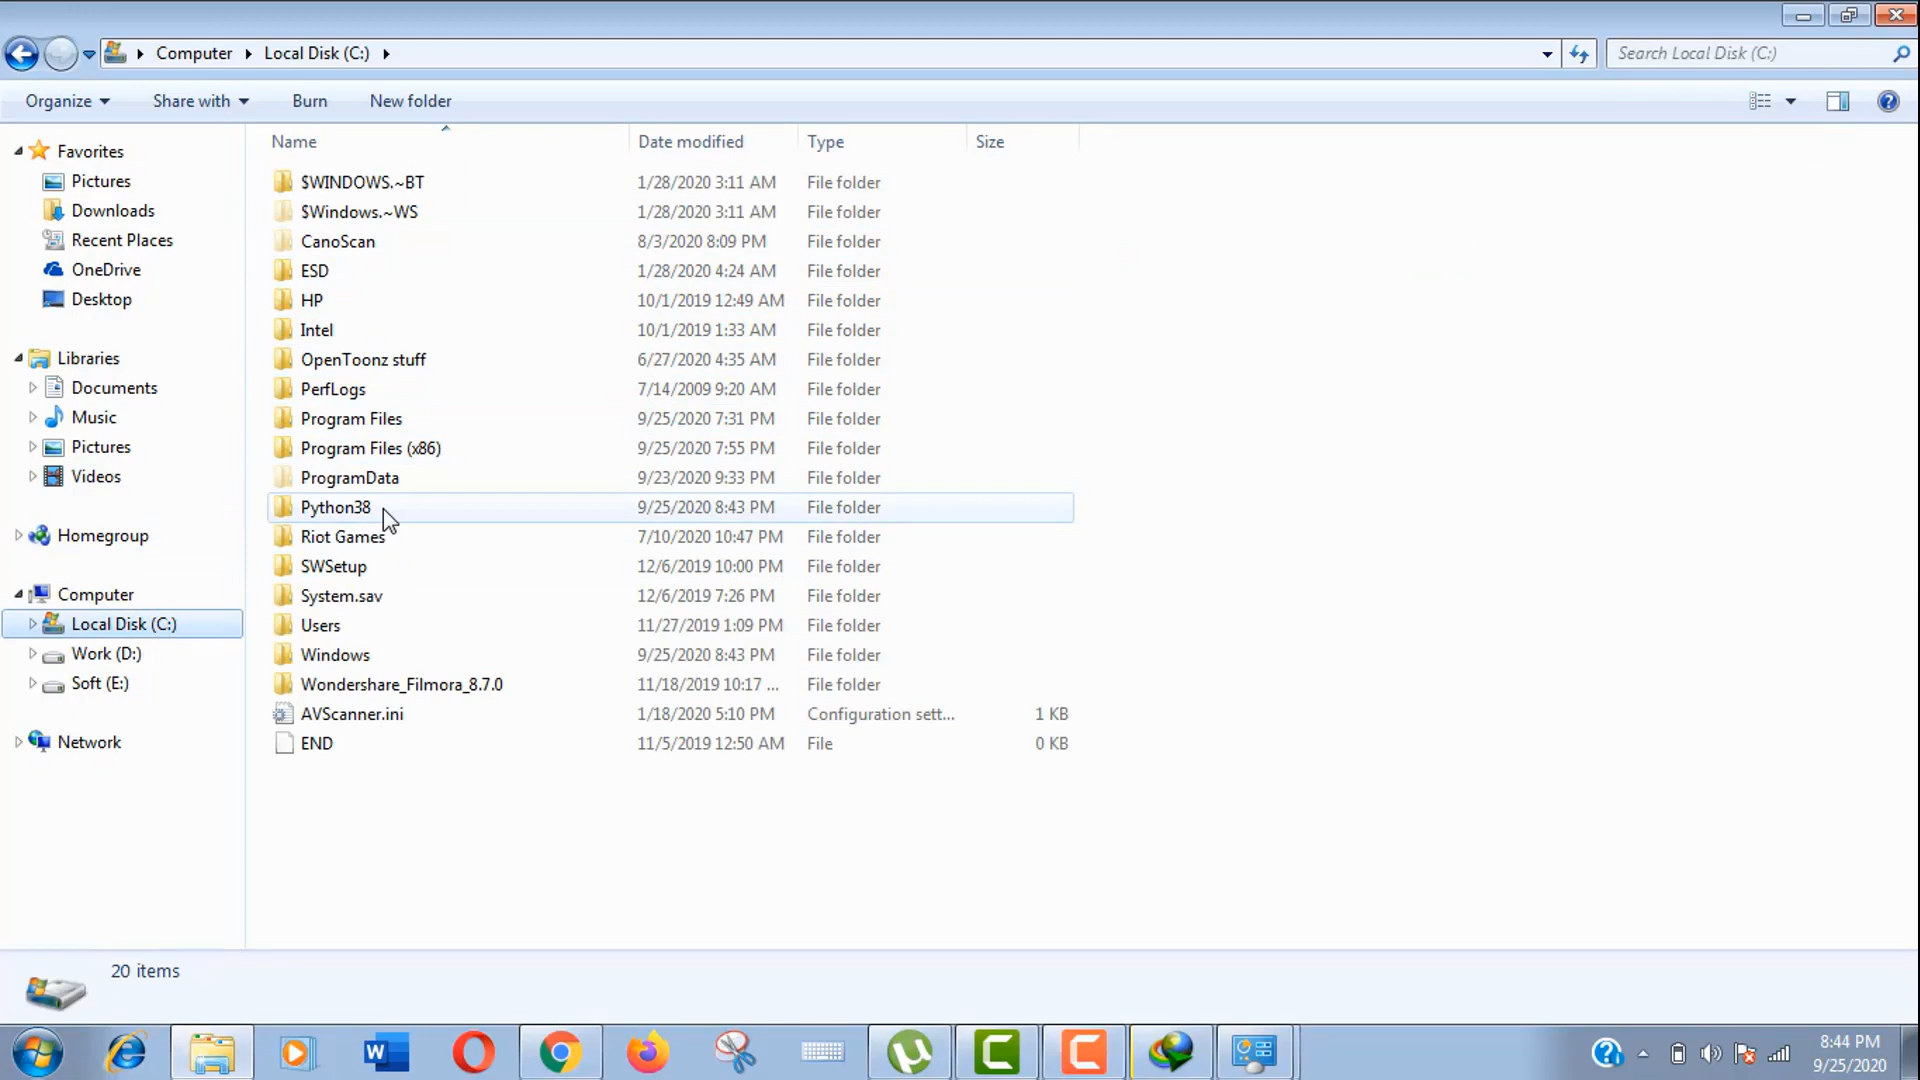 Computer Local Disk (C:)
Search Local Disk (C:)
Organize Share with Burn New folder
Name Date modified Type Size
Favorites
Pictures
Downloads
Recent Places
OneDrive
Desktop
Libraries
Documents
Music
Pictures
Videos
Homegroup
Computer
Local Disk (C:)
Work (D:)
Soft (E:)
Network
$WINDOWS.~BT 1/28/2020 3:11 AM File folder
$Windows.~WS 1/28/2020 3:11 AM File folder
CanoScan 8/3/2020 8:09 PM File folder
ESD 1/28/2020 4:24 AM File folder
HP 10/1/2019 12:49 AM File folder
Intel 10/1/2019 1:33 AM File folder
OpenToonz stuff 6/27/2020 4:35 AM File folder
PerfLogs 7/14/2009 9:20 AM File folder
Program Files 9/25/2020 7:31 PM File folder
Program Files (x86) 9/25/2020 7:55 PM File folder
ProgramData 9/23/2020 9:33 PM File folder
Python38 9/25/2020 8:43 PM File folder
Riot Games 7/10/2020 10:47 PM File folder
SWSetup 12/6/2019 10:00 PM File folder
System.sav 12/6/2019 7:26 PM File folder
Users 11/27/2019 1:09 PM File folder
Windows 9/25/2020 8:43 PM File folder
Wondershare_Filmora_8.7.0 11/18/2019 10:17 ... File folder
AVScanner.ini 1/18/2020 5:10 PM Configuration sett... 1 KB
END 11/5/2019 12:50 AM File 0 KB
20 items
8:44 PM
9/25/2020